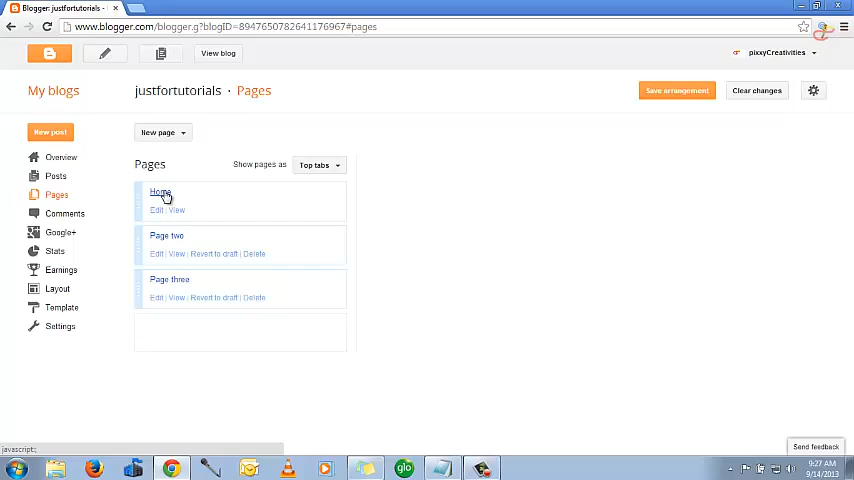 Blogger: justfortutorials - P
www.blogger.com/blogger.g?blogID=8947650782641176967#pages
View blog
pixxyCreativities
My blogs
justfortutorials · Pages
Save arrangement
Clear changes
New post
New page
Overview
Posts
Pages
Comments
Google+
Stats
Earnings
Layout
Template
Settings
Pages
Show pages as
Top tabs
Home
Edit | View
Page two
Edit | View | Revert to draft | Delete
Page three
Edit | View | Revert to draft | Delete
Send feedback
javascript:;
glo
9:27 AM
9/14/2013